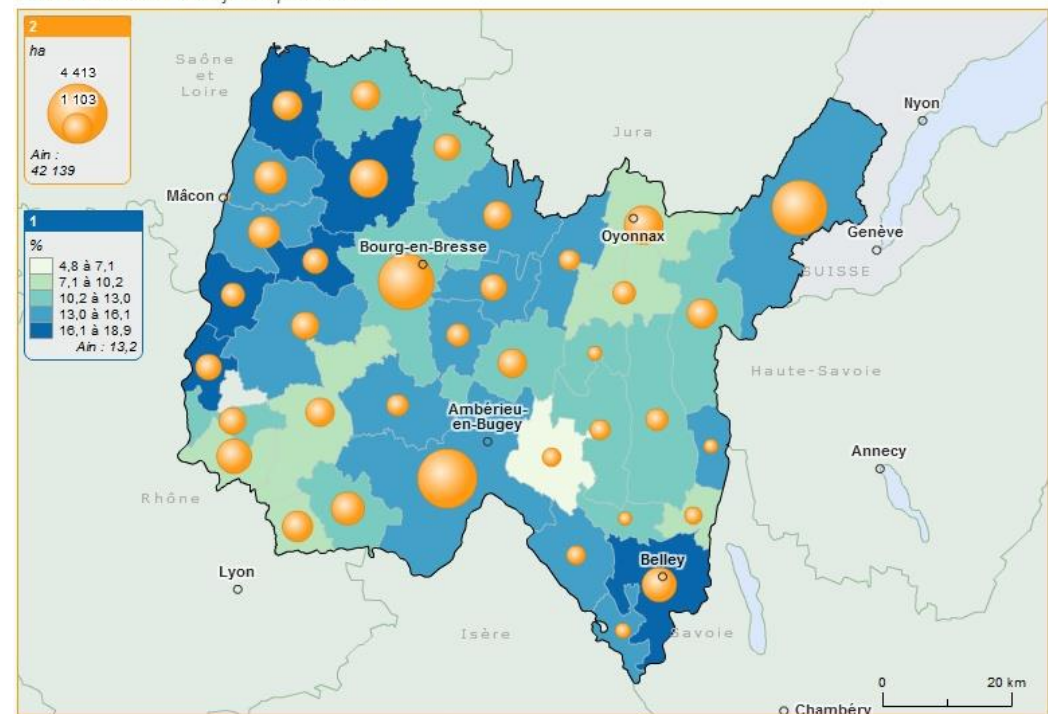 2
ha
4 413
1 103
Ain :
42 139
1
%
4,8 à 7,1
7,1 à 10,2
10,2 à 13,0
13,0 à 16,1
16,1 à 18,9
Ain : 13,2
Saône
et
Loire
Jura
Nyon
Mâcon
Bourg-en-Bresse
Oyonnax
Genève
SUISSE
Haute-Savoie
Ambérieu-
en-Bugey
Annecy
Rhône
Lyon
Belley
Isère
Savoie
0 20 km
Chambéry